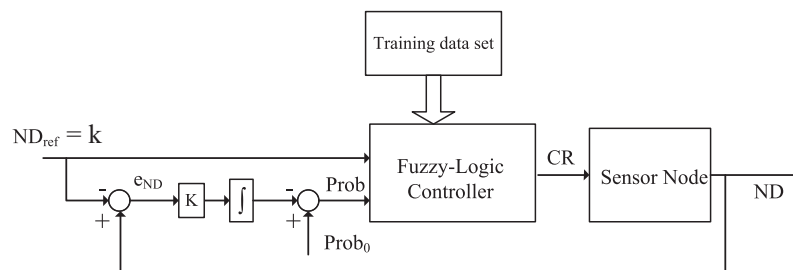 Training data set
ND_ref = k
Fuzzy-Logic
Controller
CR
Sensor Node
ND
e_ND
K
∫
Prob
Prob_0
-
+
-
+